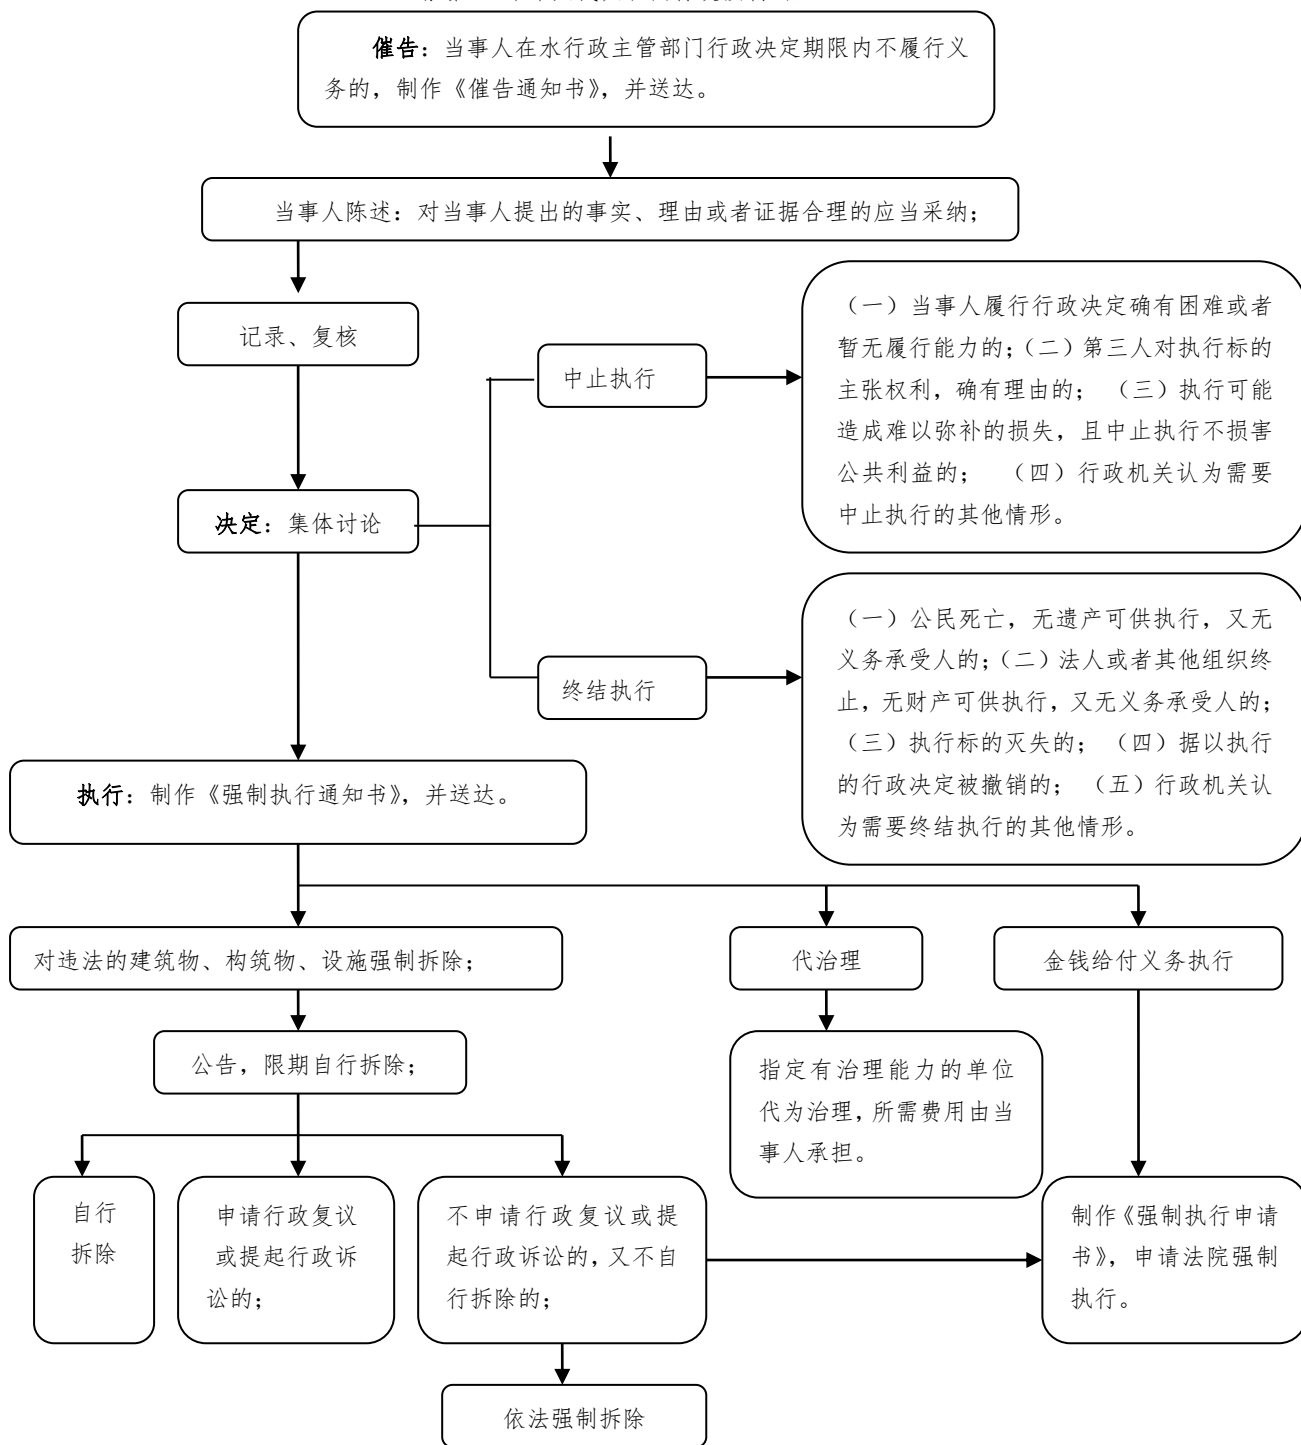 催告：当事人在水行政主管部门行政决定期限内不履行义
务的，制作《催告通知书》，并送达。
当事人陈述：对当事人提出的事实、理由或者证据合理的应当采纳；
记录、复核
中止执行
（一）当事人履行行政决定确有困难或者
暂无履行能力的；（二）第三人对执行标的
主张权利，确有理由的； （三）执行可能
造成难以弥补的损失，且中止执行不损害
公共利益的； （四）行政机关认为需要
中止执行的其他情形。
决定：集体讨论
终结执行
（一）公民死亡，无遗产可供执行，又无
义务承受人的；（二）法人或者其他组织终
止，无财产可供执行，又无义务承受人的；
（三）执行标的灭失的； （四）据以执行
的行政决定被撤销的； （五）行政机关认
为需要终结执行的其他情形。
执行：制作《强制执行通知书》，并送达。
对违法的建筑物、构筑物、设施强制拆除；
代治理
金钱给付义务执行
公告，限期自行拆除；
指定有治理能力的单位
代为治理，所需费用由当
事人承担。
自行
拆除
申请行政复议
或提起行政诉
讼的；
不申请行政复议或提
起行政诉讼的，又不自
行拆除的；
制作《强制执行申请
书》，申请法院强制
执行。
依法强制拆除